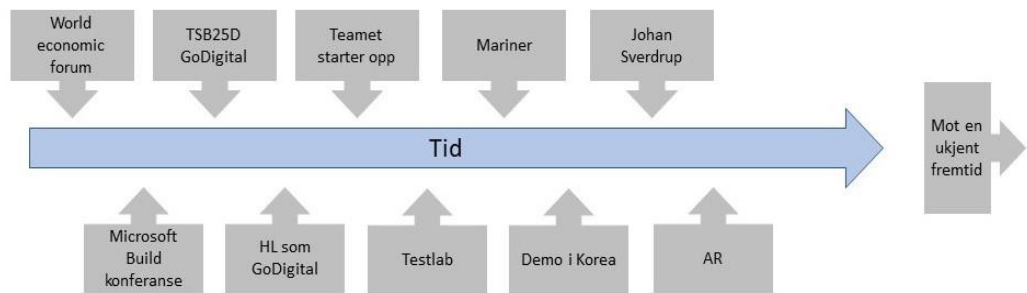 World
economic
forum
TSB25D
GoDigital
Teamet
starter opp
Mariner
Johan
Sverdrup
Tid
Mot en
ukjent
fremtid
Microsoft
Build
konferanse
HL som
GoDigital
Testlab
Demo i Korea
AR